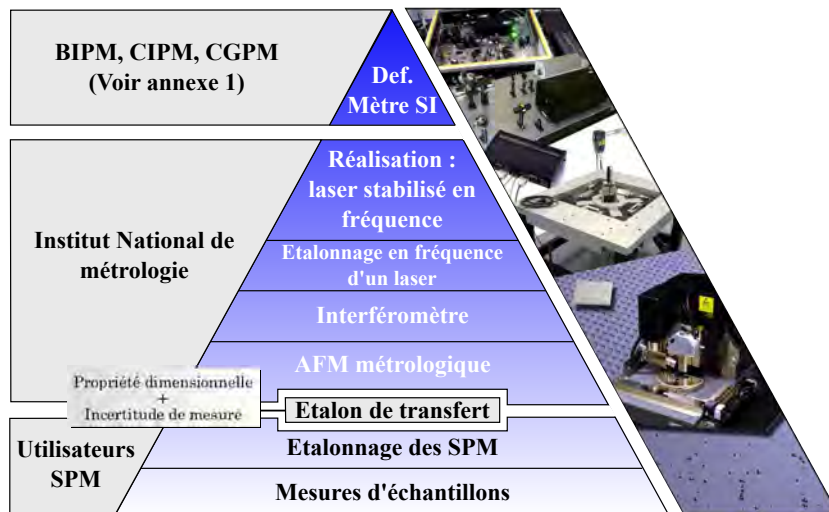 BIPM, CIPM, CGPM
(Voir annexe 1)
Def.
Mètre SI
Institut National de
métrologie
Réalisation :
laser stabilisé en
fréquence
Etalonnage en fréquence
d'un laser
Interféromètre
AFM métrologique
Propriété dimensionnelle
+
Incertitude de mesuré
Etalon de transfert
Utilisateurs
SPM
Etalonnage des SPM
Mesures d'échantillons